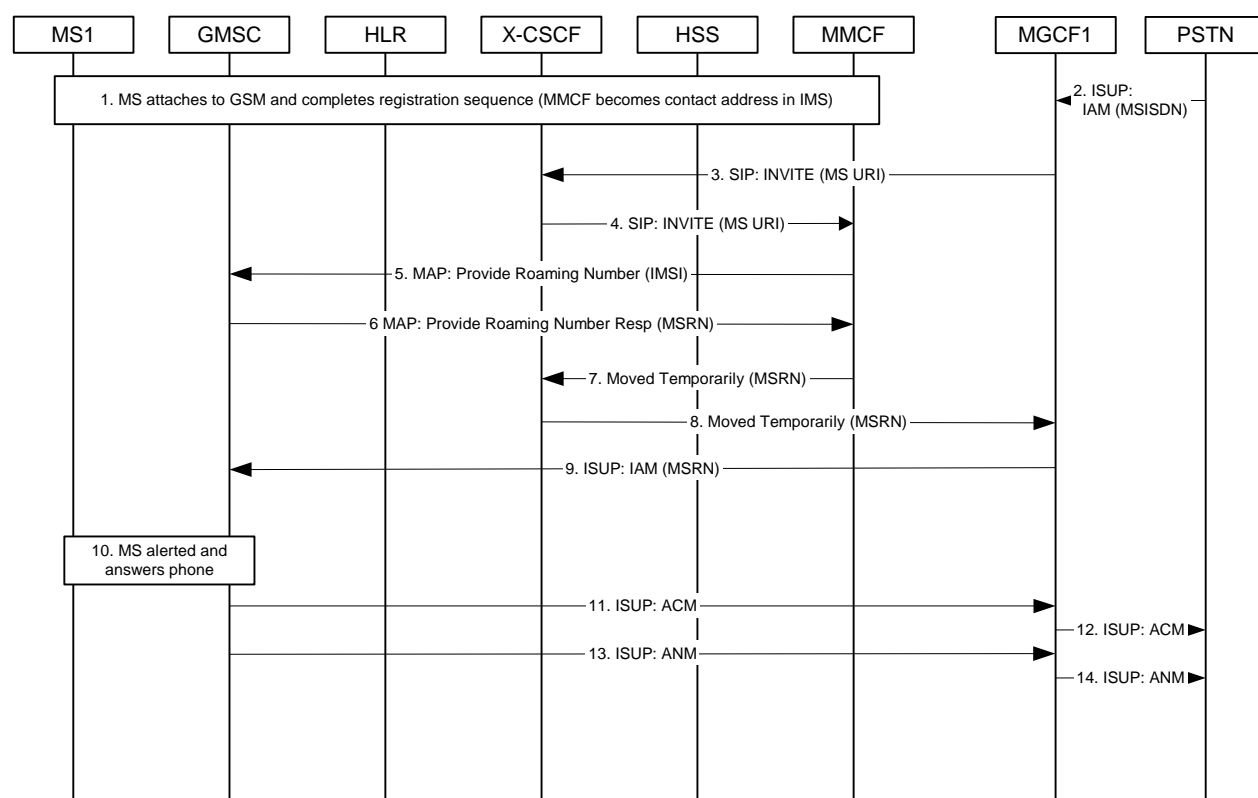 MS1
GMSC
HLR
X-CSCF
HSS
MMCF
MGCF1
PSTN
1. MS attaches to GSM and completes registration sequence (MMCF becomes contact address in IMS)
2. ISUP:
IAM (MSISDN)
3. SIP: INVITE (MS URI)
4. SIP: INVITE (MS URI)
5. MAP: Provide Roaming Number (IMSI)
6 MAP: Provide Roaming Number Resp (MSRN)
7. Moved Temporarily (MSRN)
8. Moved Temporarily (MSRN)
9. ISUP: IAM (MSRN)
10. MS alerted and
answers phone
11. ISUP: ACM
12. ISUP: ACM
13. ISUP: ANM
14. ISUP: ANM